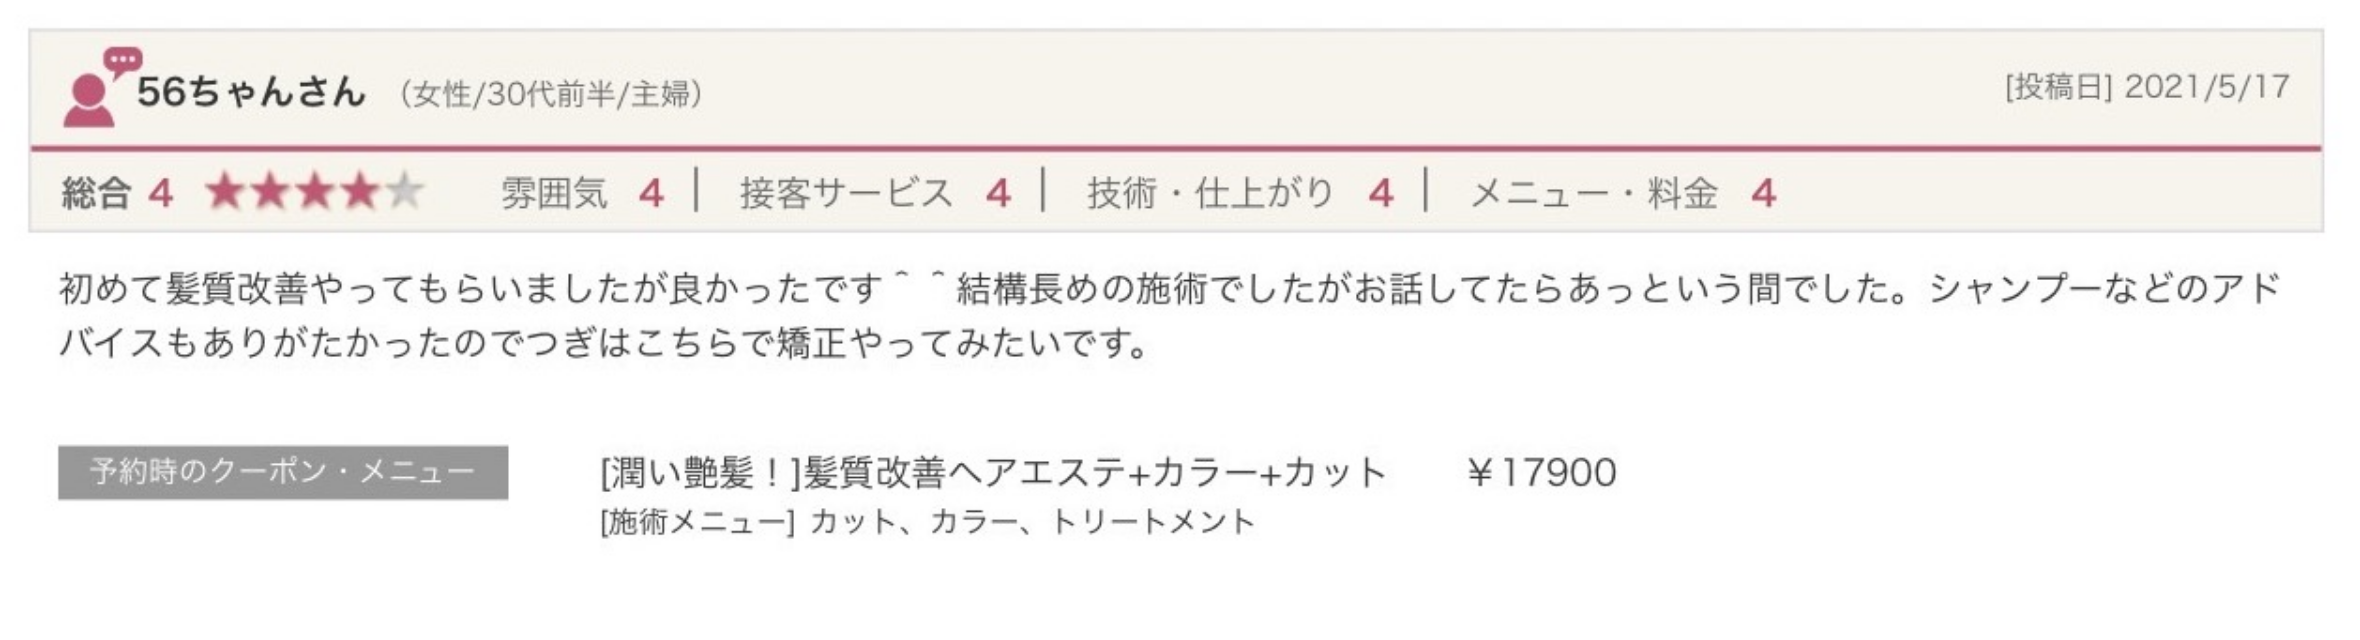 56ちゃんさん （女性/30代前半/主婦） [投稿日] 2021/5/17
総合 4 ★★★★★ 雰囲気 4 | 接客サービス 4 | 技術・仕上がり 4 | メニュー・料金 4
初めて髪質改善やってもらいましたが良かったです＾＾結構長めの施術でしたがお話してたらあっという間でした。シャンプーなどのアド
バイスもありがたかったのでつぎはこちらで矯正やってみたいです。
予約時のクーポン・メニュー [潤い艶髪！]髪質改善ヘアエステ+カラー+カット ￥17900
[施術メニュー] カット、カラー、トリートメント